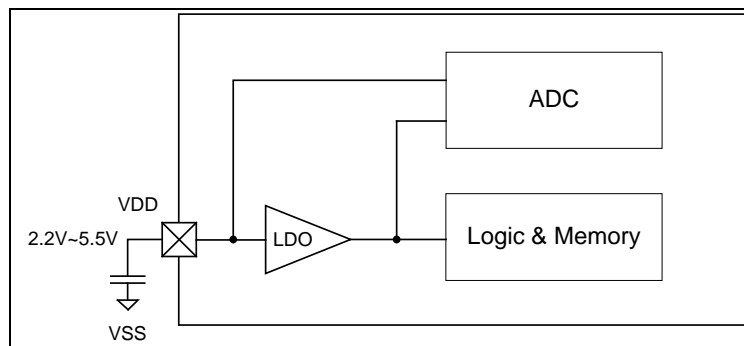 ADC
VDD
2.2V~5.5V
LDO
Logic & Memory
VSS